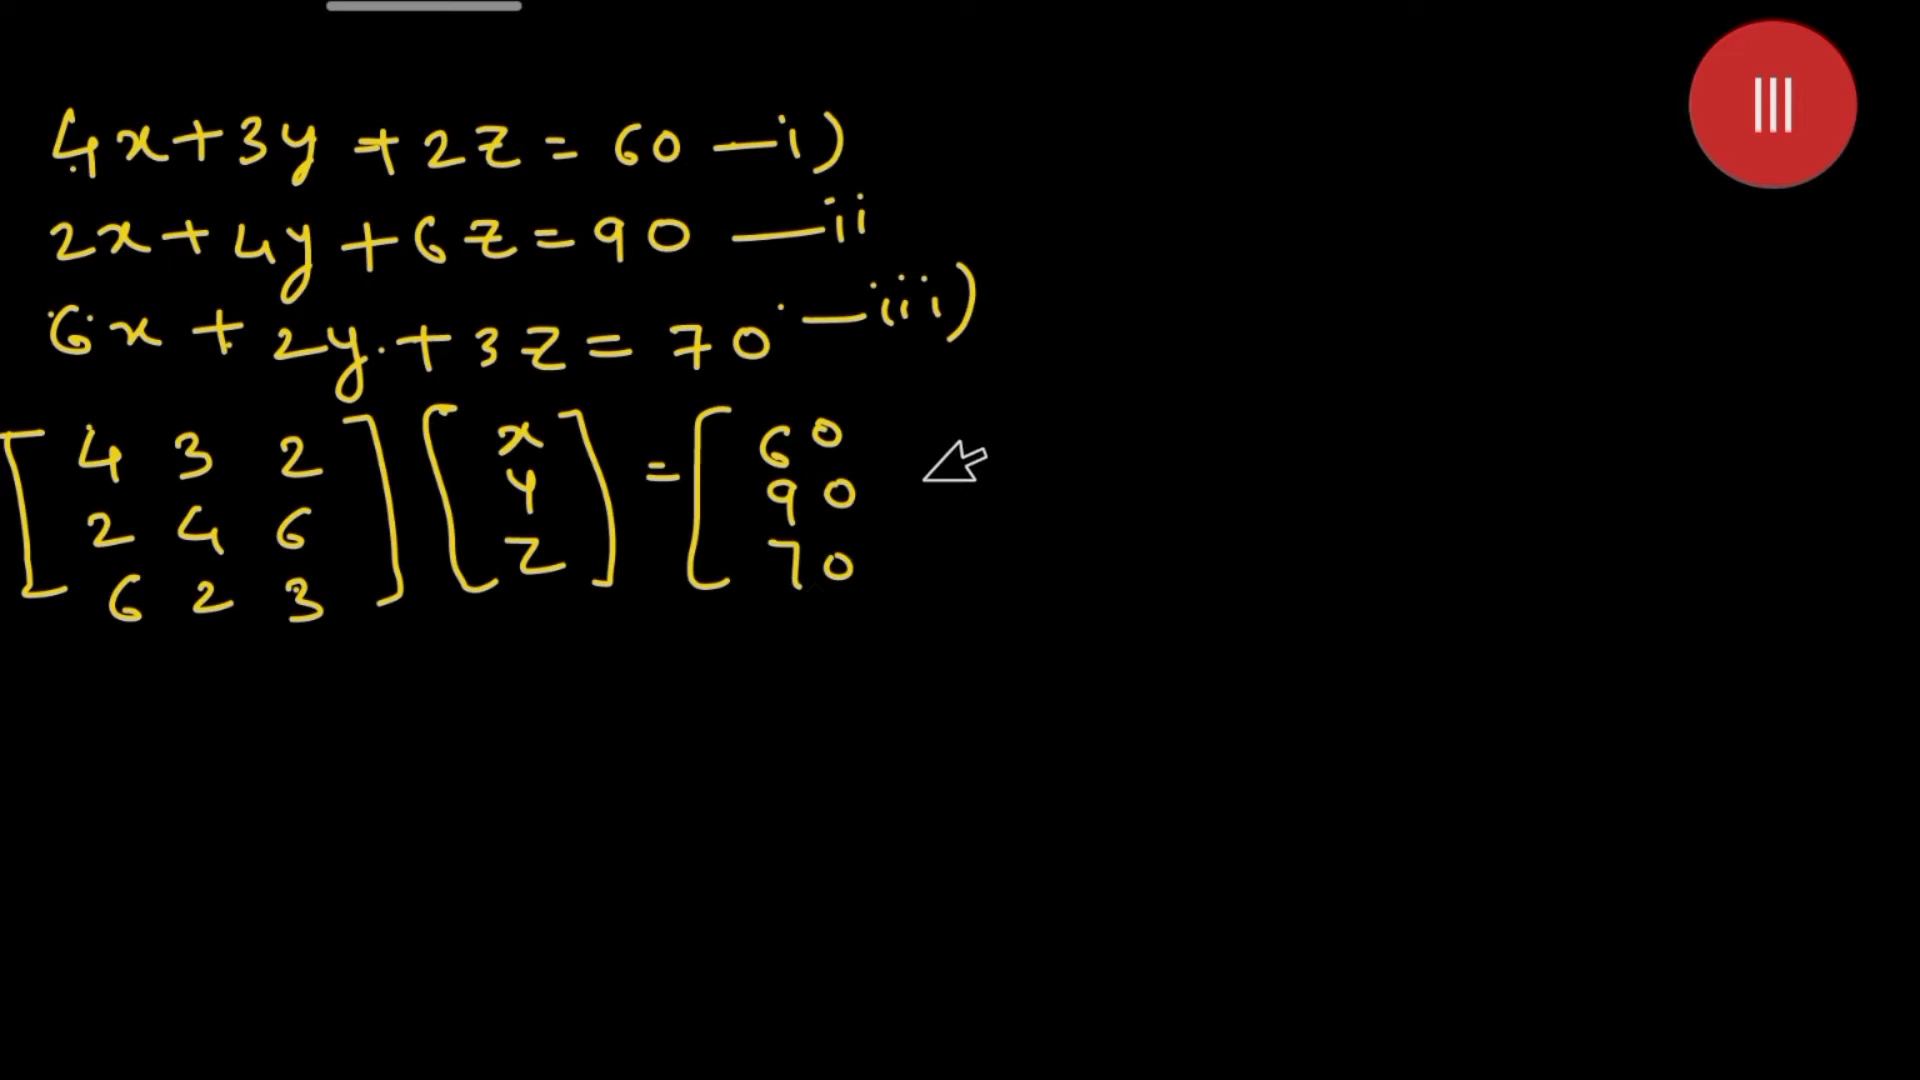 4x+3y+2z=60 —i)
2x+4y+6z=90 —ii
6x+2y+3z=70 —iii)
[4 3 2] [x] = [60
[2 4 6] [y] [90
[6 2 3] [z] [70